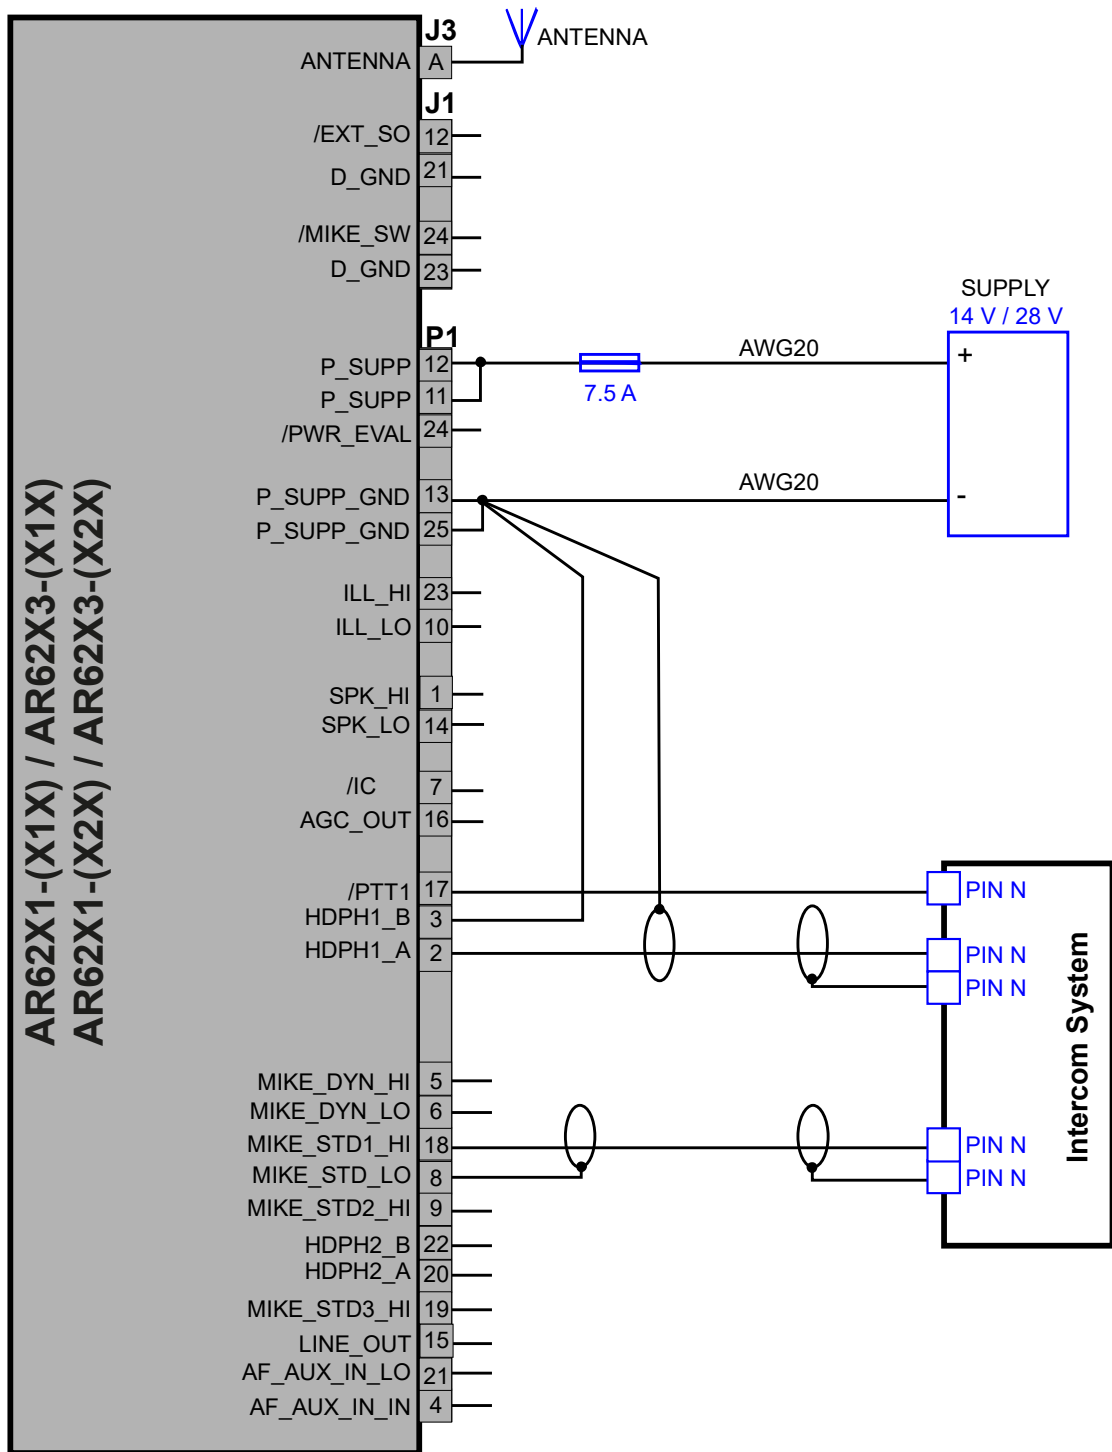 J3
ANTENNA A
ANTENNA
J1
/EXT_SO 12
D_GND 21
/MIKE_SW 24
D_GND 23
P1
P_SUPP 12
P_SUPP 11
/PWR_EVAL 24
P_SUPP_GND 13
P_SUPP_GND 25
ILL_HI 23
ILL_LO 10
SPK_HI 1
SPK_LO 14
/IC 7
AGC_OUT 16
/PTT1 17
HDPH1_B 3
HDPH1_A 2
MIKE_DYN_HI 5
MIKE_DYN_LO 6
MIKE_STD1_HI 18
MIKE_STD_LO 8
MIKE_STD2_HI 9
HDPH2_B 22
HDPH2_A 20
MIKE_STD3_HI 19
LINE_OUT 15
AF_AUX_IN_LO 21
AF_AUX_IN_IN 4
AR62X1-(X1X) / AR62X3-(X1X)
AR62X1-(X2X) / AR62X3-(X2X)
7.5 A
AWG20
AWG20
SUPPLY
14 V / 28 V
+
-
PIN N
PIN N
PIN N
PIN N
PIN N
Intercom System